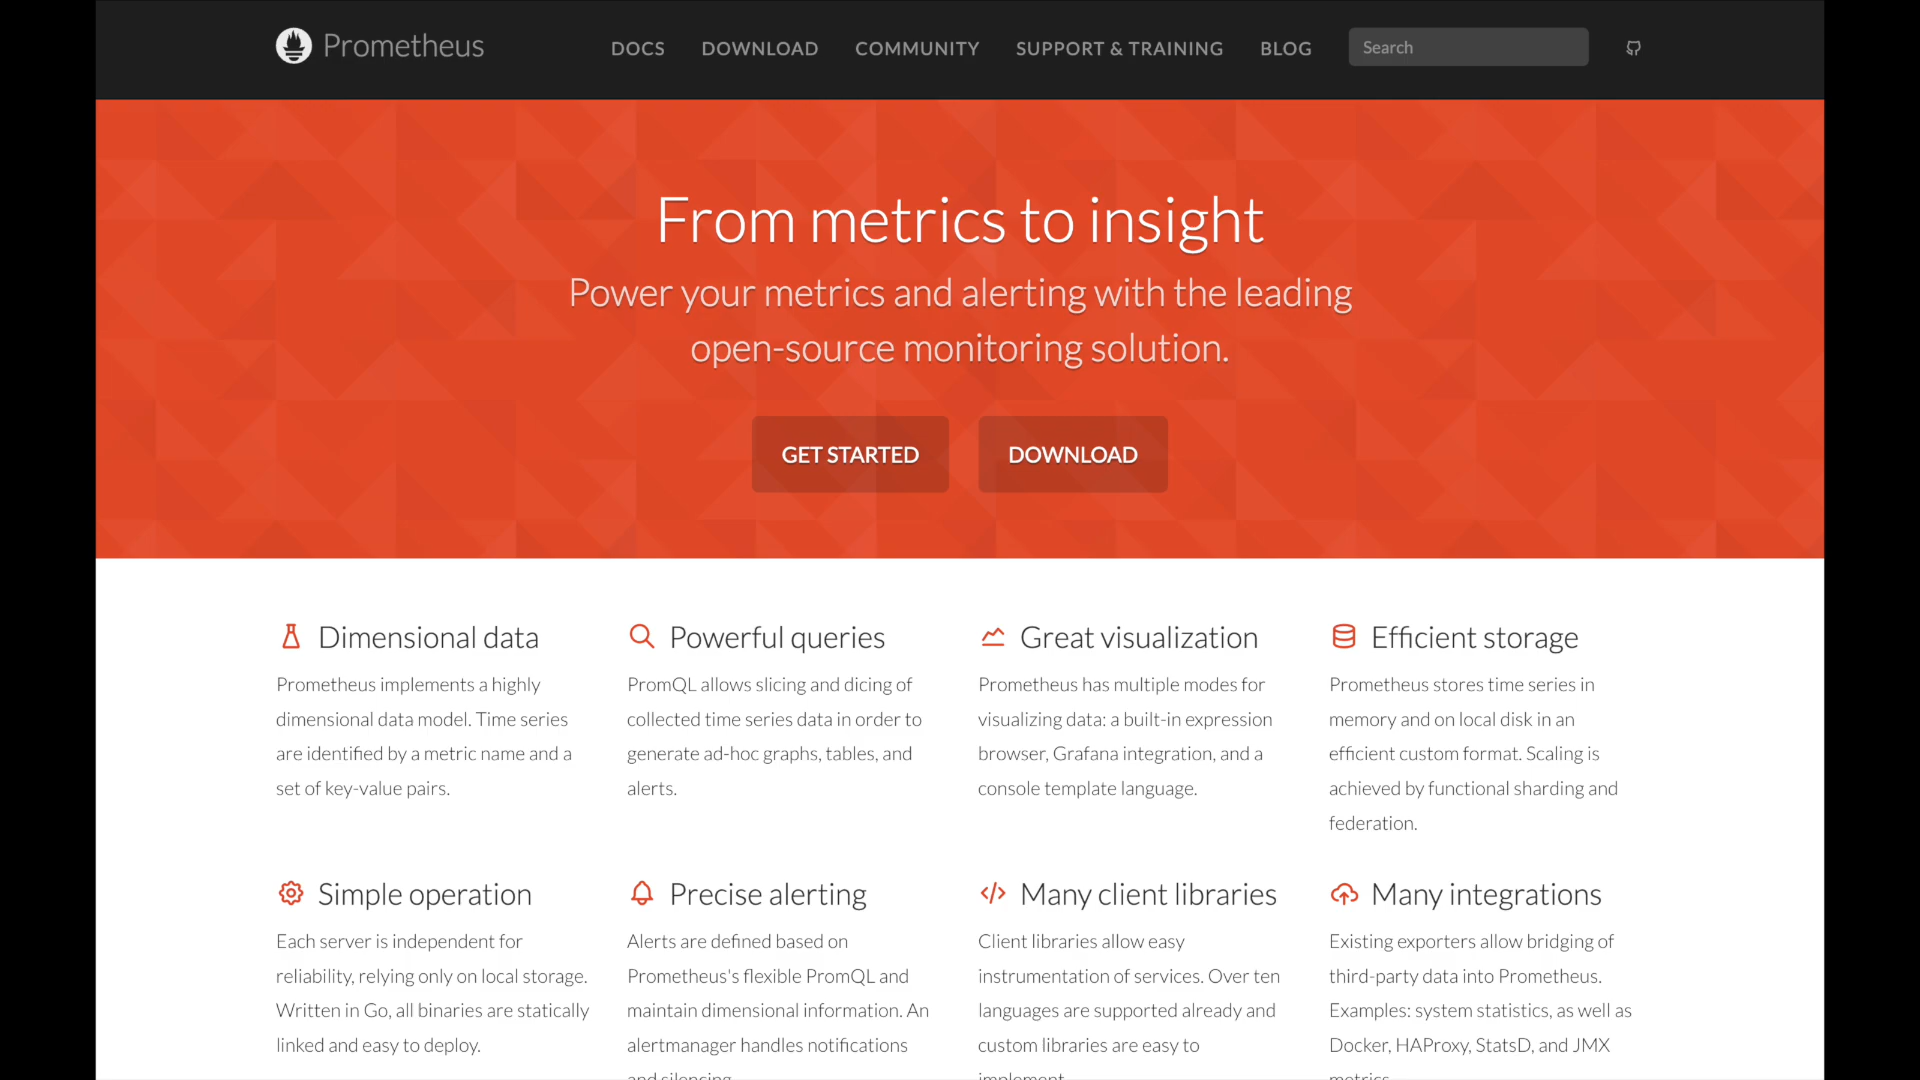 Prometheus
DOCS
DOWNLOAD
COMMUNITY
SUPPORT & TRAINING
BLOG
Search
From metrics to insight
Power your metrics and alerting with the leading
open-source monitoring solution.
GET STARTED
DOWNLOAD
Dimensional data
Prometheus implements a highly
dimensional data model. Time series
are identified by a metric name and a
set of key-value pairs.
Powerful queries
PromQL allows slicing and dicing of
collected time series data in order to
generate ad-hoc graphs, tables, and
alerts.
Great visualization
Prometheus has multiple modes for
visualizing data: a built-in expression
browser, Grafana integration, and a
console template language.
Efficient storage
Prometheus stores time series in
memory and on local disk in an
efficient custom format. Scaling is
achieved by functional sharding and
federation.
Simple operation
Each server is independent for
reliability, relying only on local storage.
Written in Go, all binaries are statically
linked and easy to deploy.
Precise alerting
Alerts are defined based on
Prometheus's flexible PromQL and
maintain dimensional information. An
alertmanager handles notifications
and silencing.
Many client libraries
Client libraries allow easy
instrumentation of services. Over ten
languages are supported already and
custom libraries are easy to
implement.
Many integrations
Existing exporters allow bridging of
third-party data into Prometheus.
Examples: system statistics, as well as
Docker, HAProxy, StatsD, and JMX
metrics.